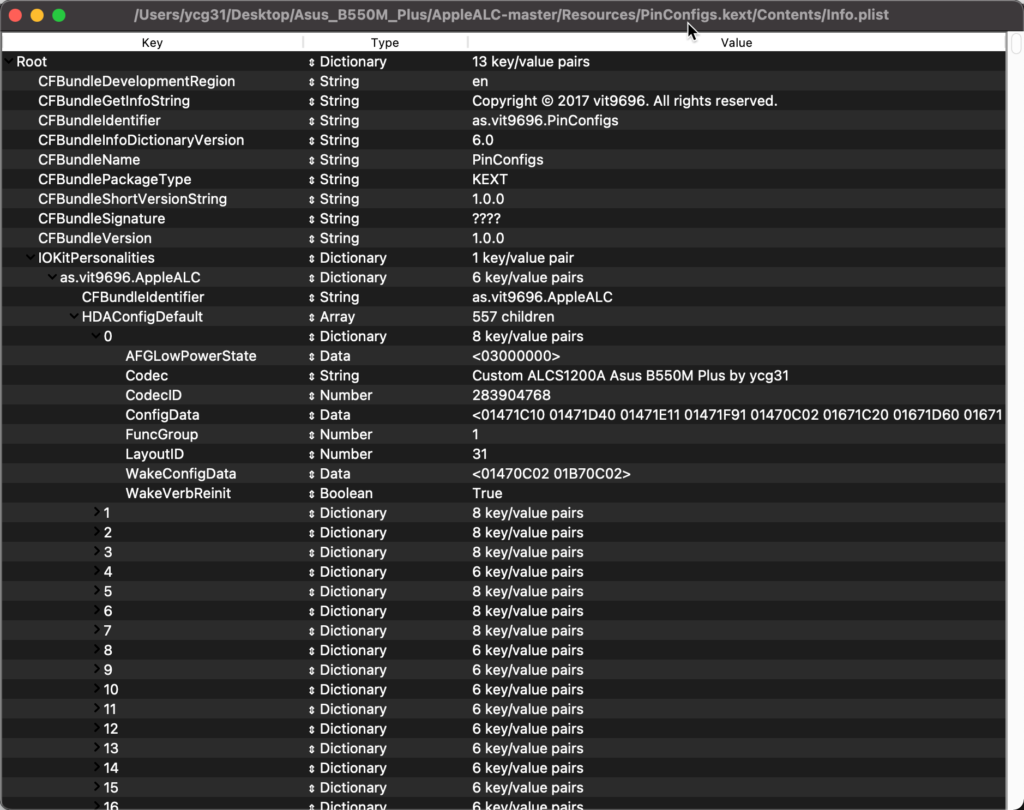 /Users/ycg31/Desktop/Asus_B550M_Plus/AppleALC-master/Resources/PinConfigs.kext/Contents/Info.plist
Key Type Value
Root Dictionary 13 key/value pairs
CFBundleDevelopmentRegion String en
CFBundleGetInfoString String Copyright © 2017 vit9696. All rights reserved.
CFBundleIdentifier String as.vit9696.PinConfigs
CFBundleInfoDictionaryVersion String 6.0
CFBundleName String PinConfigs
CFBundlePackageType String KEXT
CFBundleShortVersionString String 1.0.0
CFBundleSignature String ????
CFBundleVersion String 1.0.0
IOKitPersonalities Dictionary 1 key/value pair
as.vit9696.AppleALC Dictionary 6 key/value pairs
CFBundleIdentifier String as.vit9696.AppleALC
HDAConfigDefault Array 557 children
0 Dictionary 8 key/value pairs
AFGLowPowerState Data <03000000>
Codec String Custom ALCS1200A Asus B550M Plus by ycg31
CodecID Number 283904768
ConfigData Data <01471C10 01471D40 01471E11 01471F91 01470C02 01671C20 01671D60 01671
FuncGroup Number 1
LayoutID Number 31
WakeConfigData Data <01470C02 01B70C02>
WakeVerbReinit Boolean True
1 Dictionary 8 key/value pairs
2 Dictionary 8 key/value pairs
3 Dictionary 8 key/value pairs
4 Dictionary 6 key/value pairs
5 Dictionary 8 key/value pairs
6 Dictionary 8 key/value pairs
7 Dictionary 8 key/value pairs
8 Dictionary 6 key/value pairs
9 Dictionary 6 key/value pairs
10 Dictionary 6 key/value pairs
11 Dictionary 6 key/value pairs
12 Dictionary 6 key/value pairs
13 Dictionary 6 key/value pairs
14 Dictionary 6 key/value pairs
15 Dictionary 6 key/value pairs
16 Dictionary 6 key/value pairs